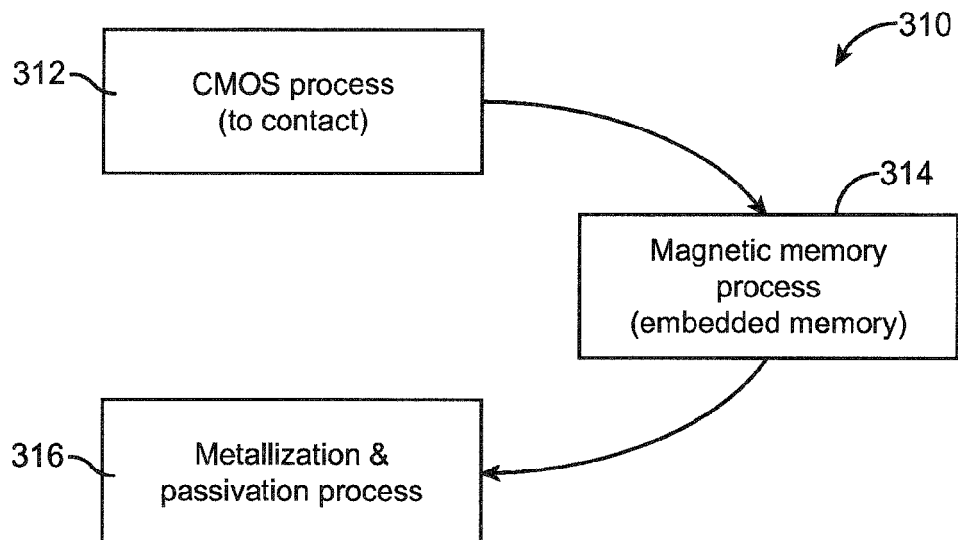 310
312
CMOS process
(to contact)
314
Magnetic memory
process
(embedded memory)
316
Metallization &
passivation process